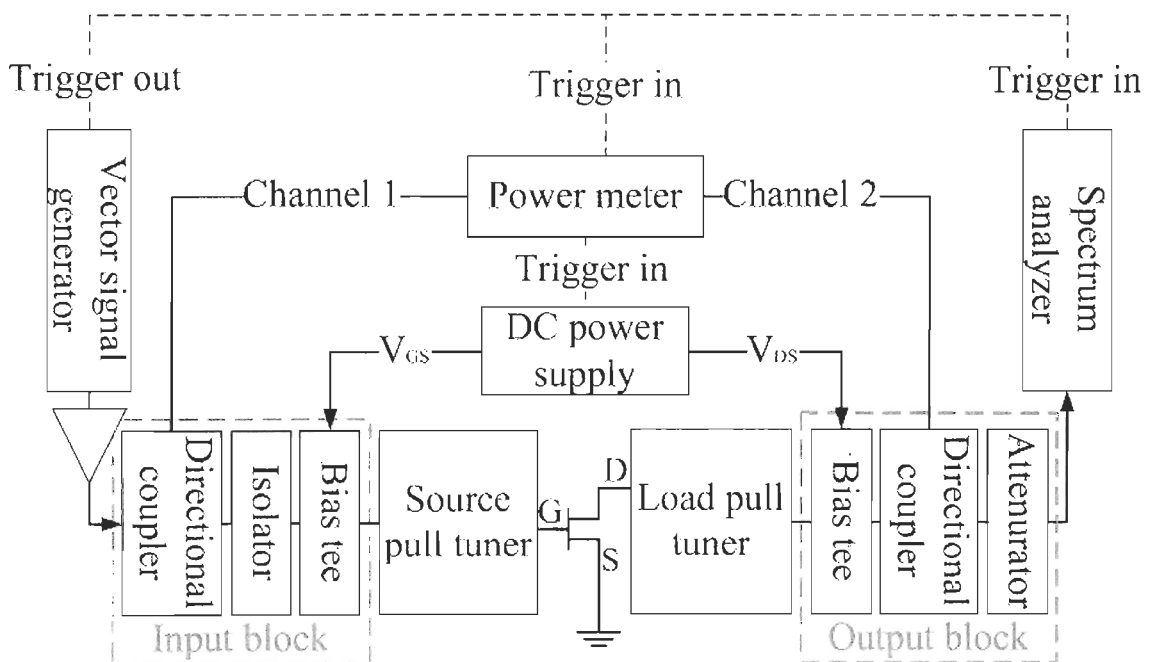 Trigger out
Trigger in
Trigger in
Vector signal
generator
Channel 1
Power meter
Channel 2
Spectrum
analyzer
Trigger in
VGS
DC power
supply
VDS
Directional
coupler
Isolator
Bias tee
Source
pull tuner
G
D
S
Load pull
tuner
Bias tee
Directional
coupler
Attenurator
Input block
Output block